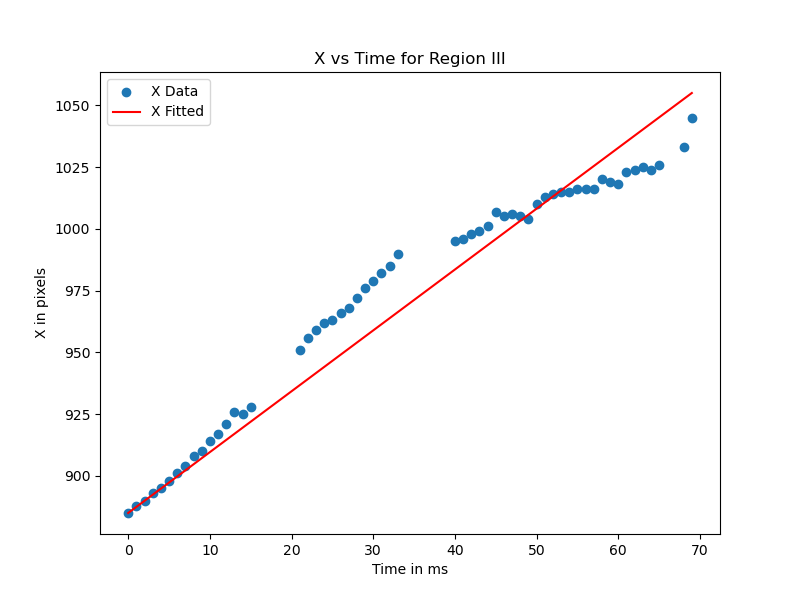 X vs Time for Region III
X Data
X Fitted
1050
1025
1000
975
950
925
900
X in pixels
0 10 20 30 40 50 60 70
Time in ms